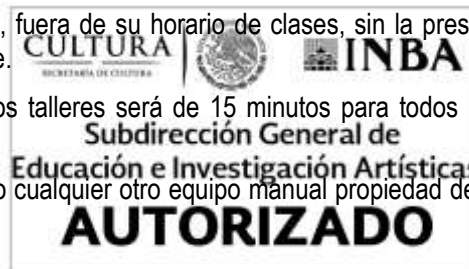 , fuera de su horario de clases, sin la pres
e.
CULTURA
SECRETARÍA DE CULTURA
INBA
os talleres será de 15 minutos para todos
Subdirección General de
Educación e Investigación Artísticas
o cualquier otro equipo manual propiedad de
AUTORIZADO